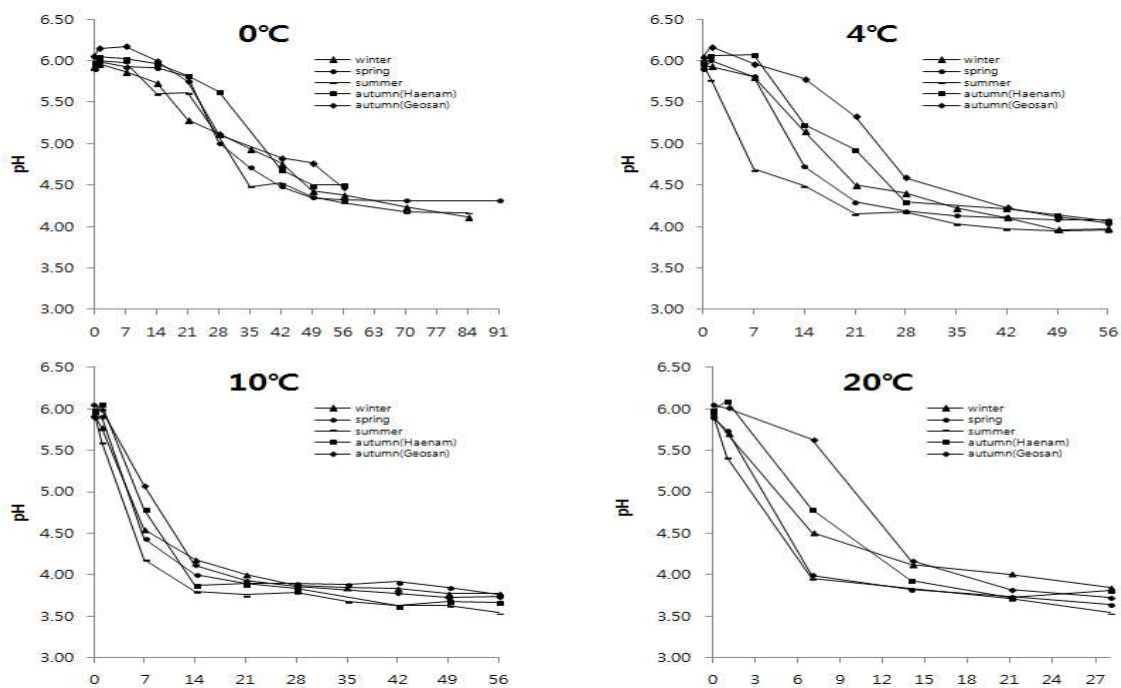 0℃
6.50
6.00
5.50
5.00
4.50
4.00
3.50
3.00
pH
winter
spring
summer
autumn(Haenam)
autumn(Geosan)
0 7 14 21 28 35 42 49 56 63 70 77 84 91
4℃
6.50
6.00
5.50
5.00
4.50
4.00
3.50
3.00
pH
winter
spring
summer
autumn(Haenam)
autumn(Geosan)
0 7 14 21 28 35 42 49 56
10℃
6.50
6.00
5.50
5.00
4.50
4.00
3.50
3.00
pH
winter
spring
summer
autumn(Haenam)
autumn(Geosan)
0 7 14 21 28 35 42 49 56
20℃
6.50
6.00
5.50
5.00
4.50
4.00
3.50
3.00
pH
winter
spring
summer
autumn(Haenam)
autumn(Geosan)
0 3 6 9 12 15 18 21 24 27